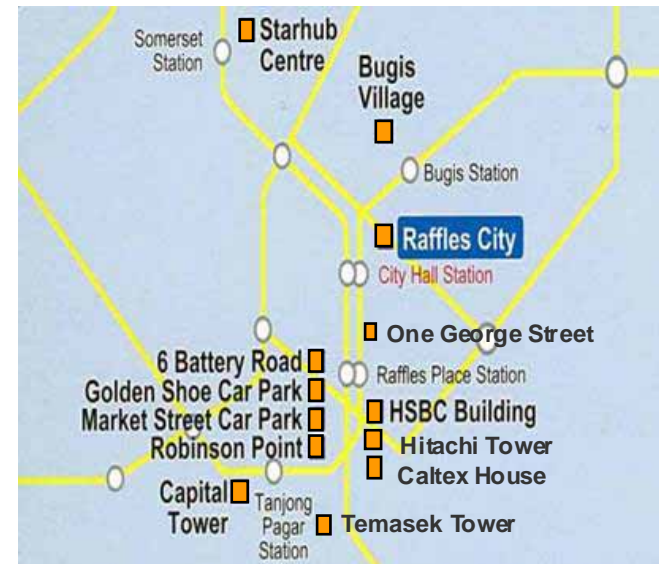 Somerset
Station
Starhub
Centre
Bugis
Village
Bugis Station
Raffles City
City Hall Station
One George Street
6 Battery Road
Raffles Place Station
Golden Shoe Car Park
Market Street Car Park
HSBC Building
Robinson Point
Hitachi Tower
Caltex House
Capital
Tower
Tanjong
Pagar
Station
Temasek Tower